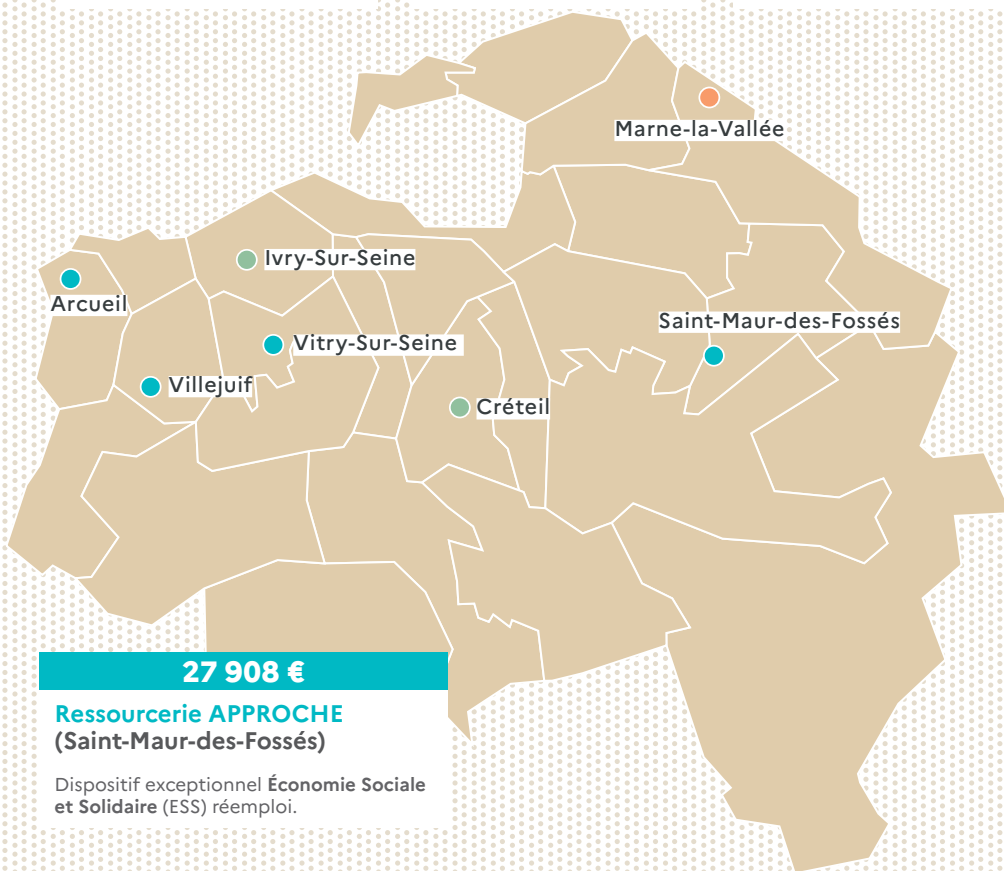 Marne-la-Vallée
Ivry-Sur-Seine
Arcueil
Saint-Maur-des-Fossés
Vitry-Sur-Seine
Villejuif
Créteil
27 908 €
Ressourcerie APPROCHE
(Saint-Maur-des-Fossés)
Dispositif exceptionnel Économie Sociale
et Solidaire (ESS) réemploi.